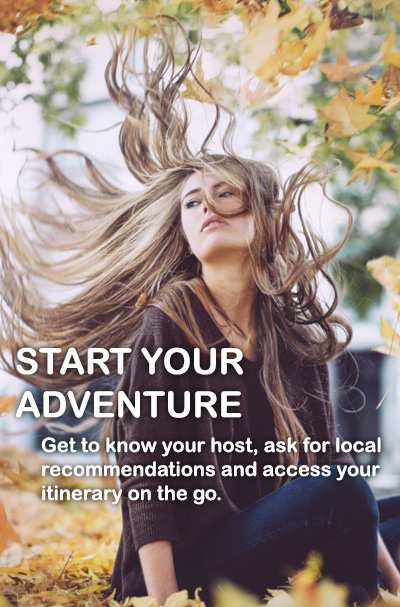 START YOUR
ADVENTURE
Get to know your host, ask for local
recommendations and access your
itinerary on the go.